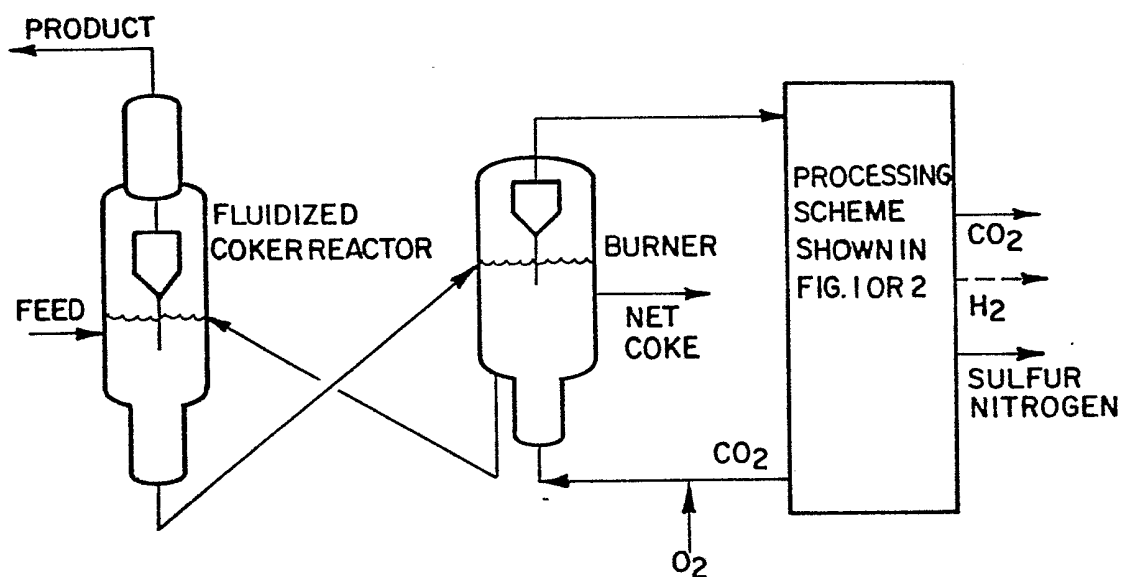 PRODUCT
FLUIDIZED
COKER REACTOR
FEED
BURNER
NET
COKE
PROCESSING
SCHEME
SHOWN IN
FIG. 1 OR 2
CO2
H2
SULFUR
NITROGEN
CO2
O2